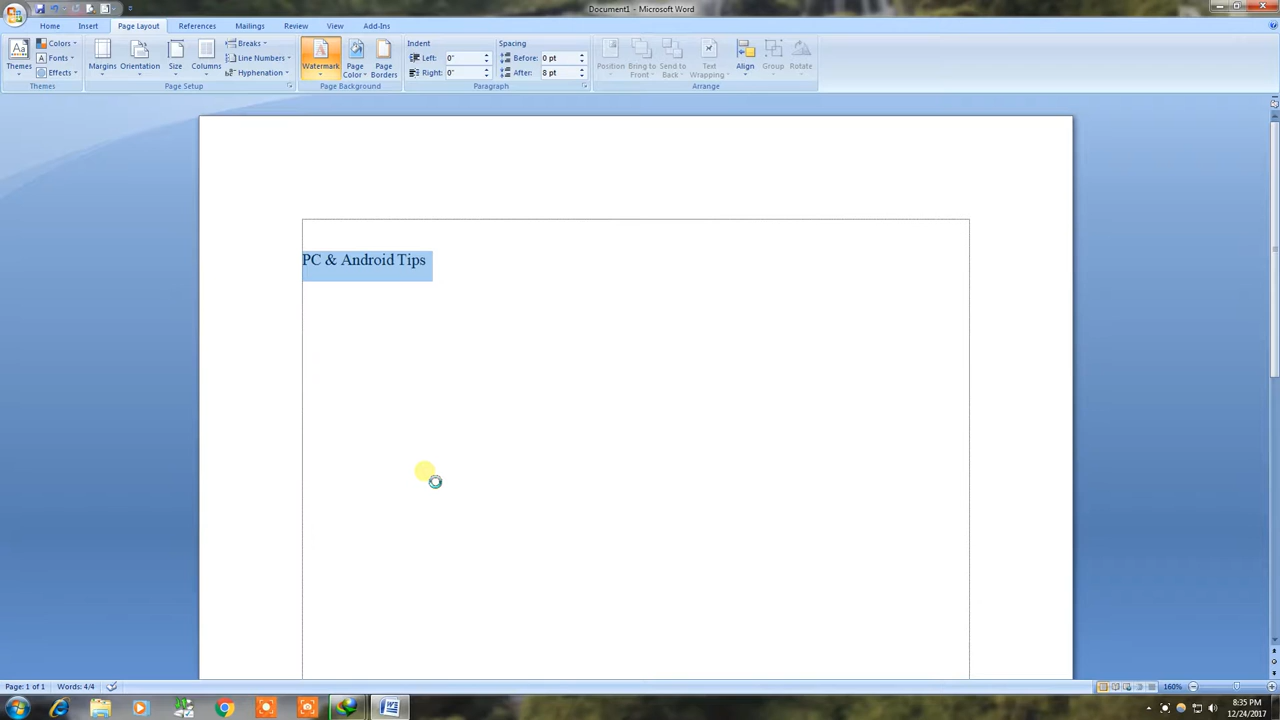 Document1 - Microsoft Word
Home Insert Page Layout References Mailings Review View Add-Ins
Themes
Colors
Fonts
Effects
Themes
Margins
Orientation
Size
Columns
Breaks
Line Numbers
Hyphenation
Page Setup
Watermark
Page Color
Page Borders
Page Background
Indent
Left: 0"
Right: 0"
Spacing
Before: 0 pt
After: 8 pt
Paragraph
Position
Bring to Front
Send to Back
Text Wrapping
Align
Group
Rotate
Arrange
PC & Android Tips
Page: 1 of 1 Words: 4/4
160%
8:35 PM
12/24/2017